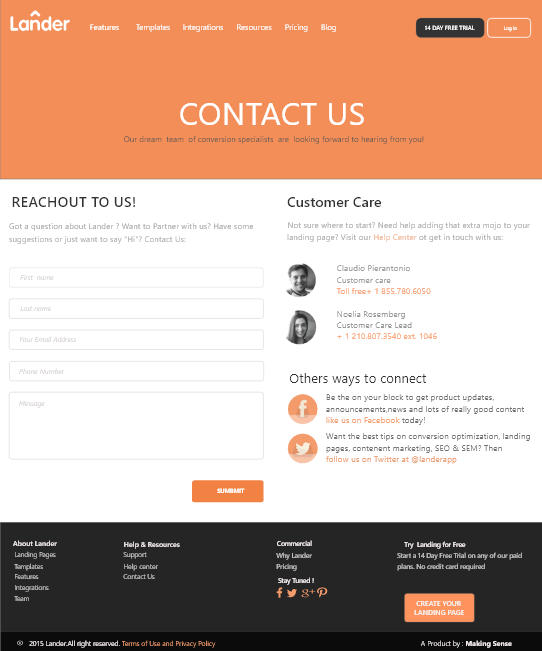 Lander
Features Templates Integrations Resources Pricing Blog
14 DAY FREE TRIAL
Log in
CONTACT US
Our dream team of conversion specialists are looking forward to hearing from you!
REACHOUT TO US!
Got a question about Lander ? Want to Partner with us? Have some
suggestions or just want to say "Hi"? Contact Us:
First name
Last name
Your Email Address
Phone Number
Message
SUMBMIT
Customer Care
Not sure where to start? Need help adding that extra mojo to your
landing page? Visit our Help Center ot get in touch with us:
Claudio Pierantonio
Customer care
Toll free+ 1 855.780.6050
Noelia Rosemberg
Customer Care Lead
+ 1 210.807.3540 ext. 1046
Others ways to connect
Be the on your block to get product updates,
announcements,news and lots of really good content
like us on Facebook today!
Want the best tips on conversion optimization, landing
pages, contenent marketing, SEO & SEM? Then
follow us on Twitter at @landerapp
About Lander
Landing Pages
Templates
Features
Integrations
Team
Help & Resources
Support
Help center
Contact Us
Commercial
Why Lander
Pricing
Stay Tuned !
Try Landing for Free
Start a 14 Day Free Trial on any of our paid
plans. No credit card required
CREATE YOUR
LANDING PAGE
© 2015 Lander.All right reserved. Terms of Use and Privacy Policy
A Product by : Making Sense